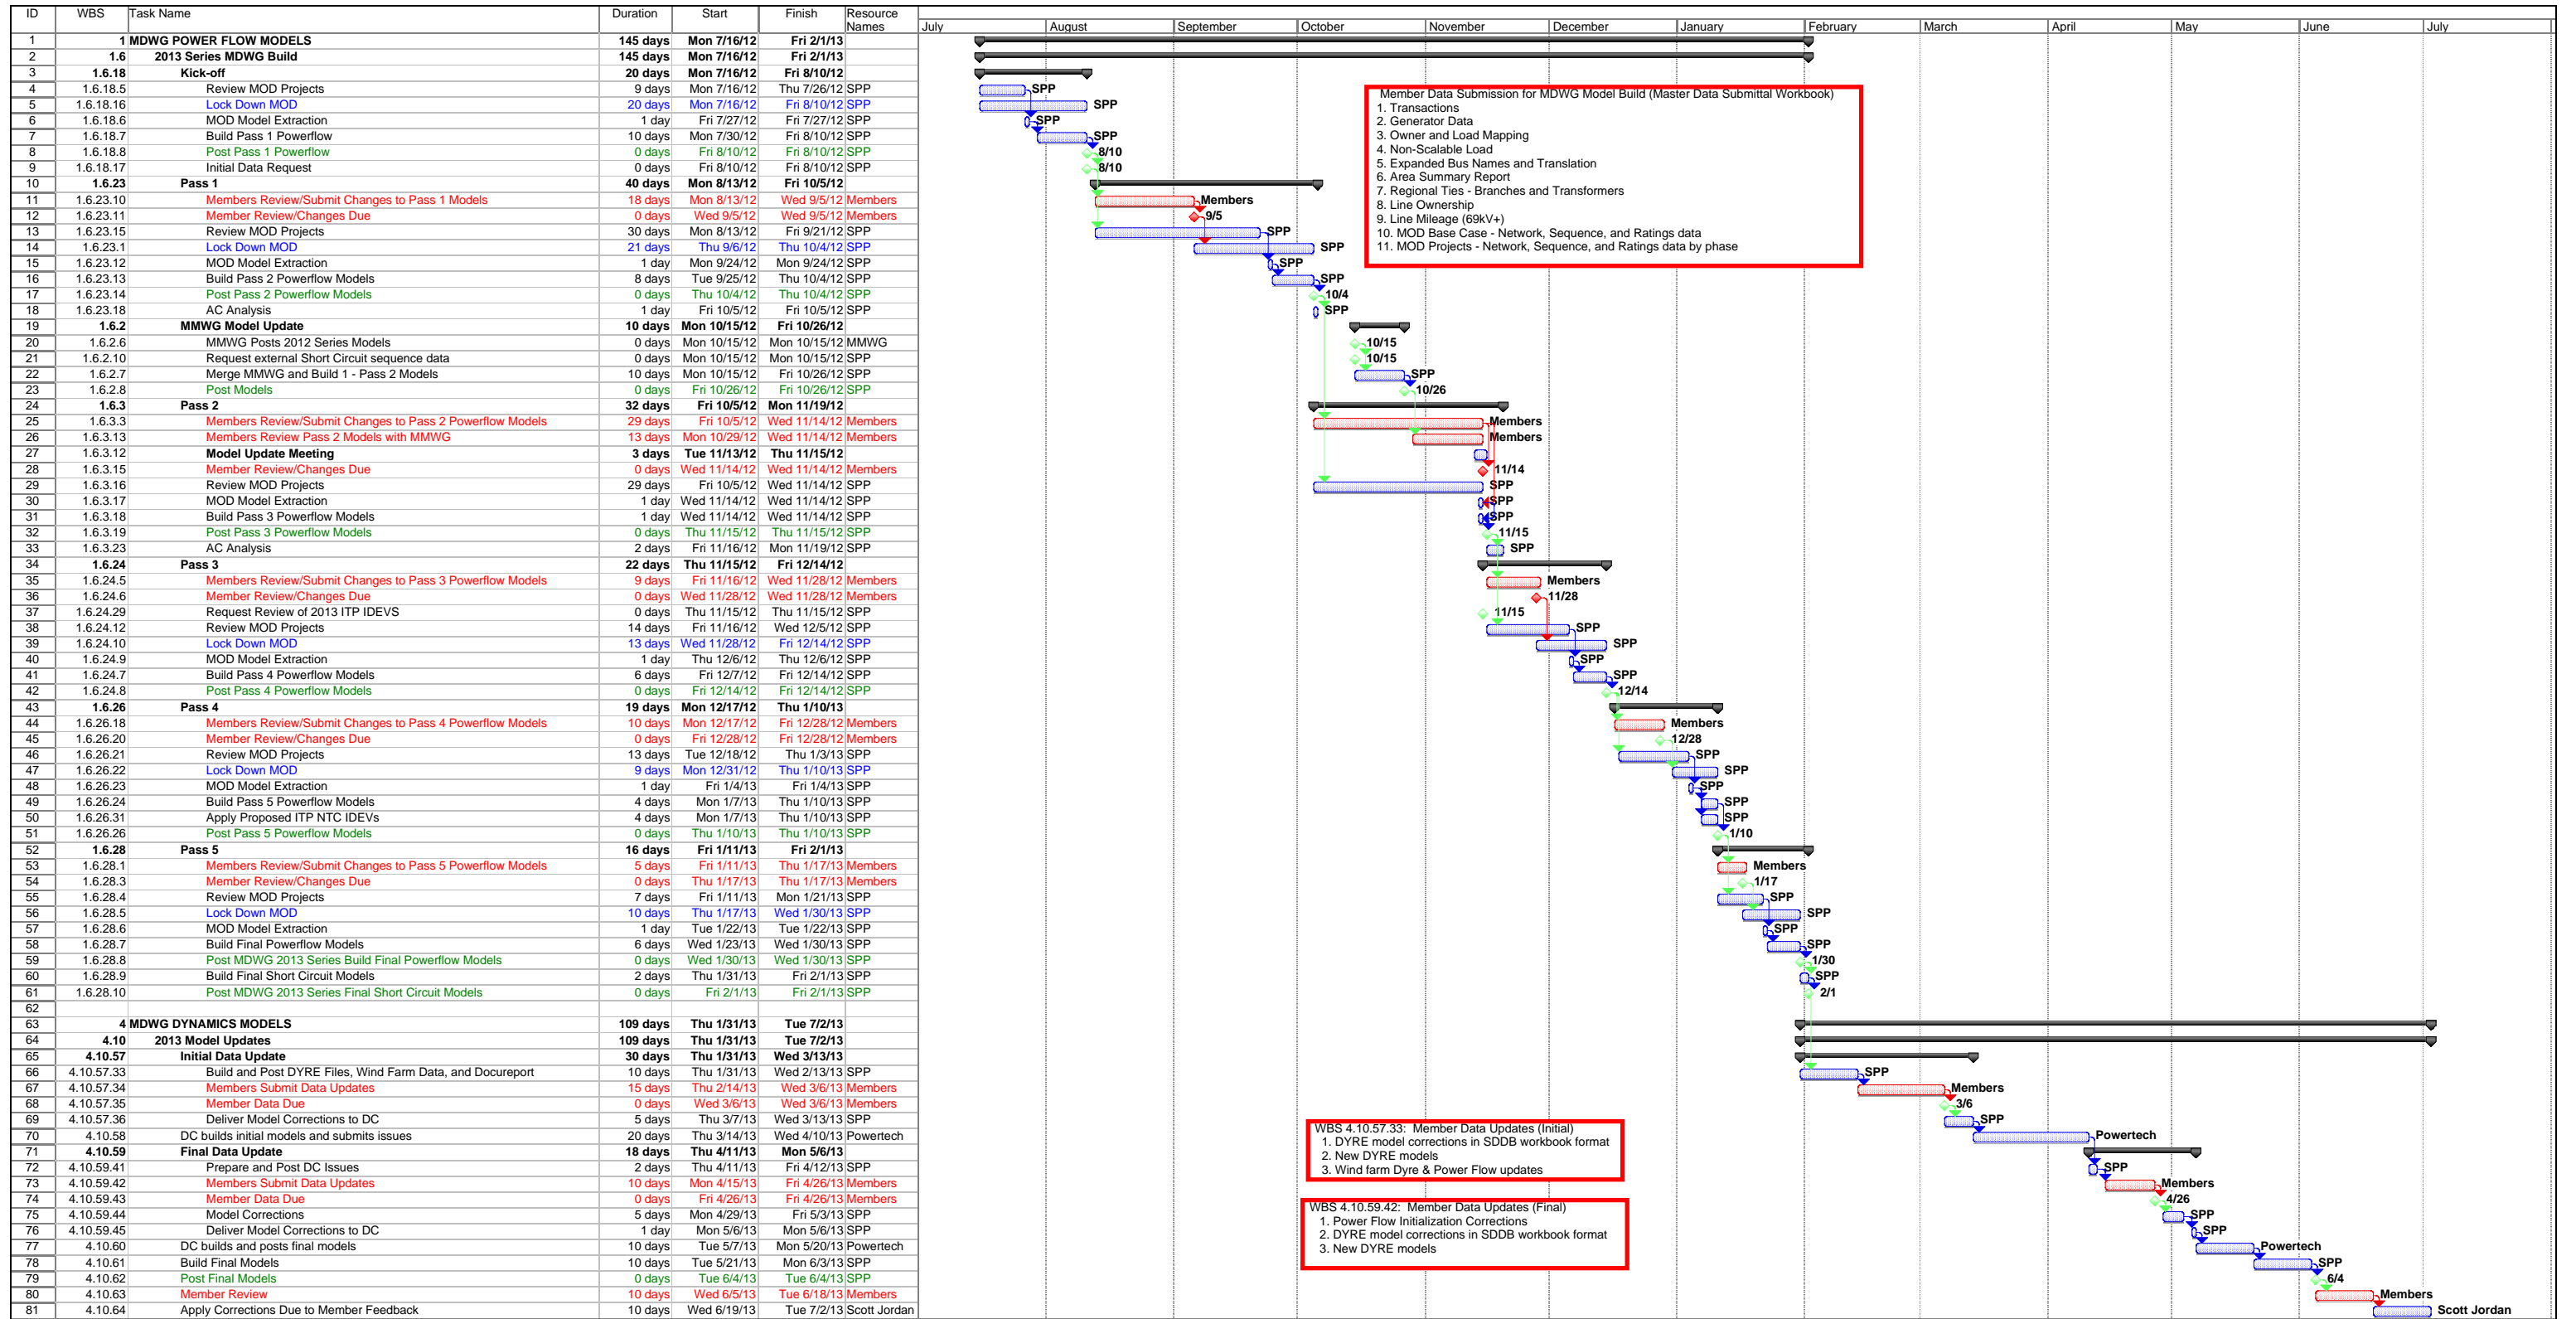 ID WBS Task Name Duration Start Finish Resource Names July August September October November December January February March April May June July
1 1 MDWG POWER FLOW MODELS 145 days Mon 7/16/12 Fri 2/1/13
2 1.6 2013 Series MDWG Build 145 days Mon 7/16/12 Fri 2/1/13
3 1.6.18 Kick-off 20 days Mon 7/16/12 Fri 8/10/12
4 1.6.18.5 Review MOD Projects 9 days Mon 7/16/12 Thu 7/26/12 SPP SPP
5 1.6.18.16 Lock Down MOD 20 days Mon 7/16/12 Fri 8/10/12 SPP SPP
6 1.6.18.6 MOD Model Extraction 1 day Fri 7/27/12 Fri 7/27/12 SPP SPP
7 1.6.18.7 Build Pass 1 Powerflow 10 days Mon 7/30/12 Fri 8/10/12 SPP SPP
8 1.6.18.8 Post Pass 1 Powerflow 0 days Fri 8/10/12 Fri 8/10/12 SPP 8/10
9 1.6.18.17 Initial Data Request 0 days Fri 8/10/12 Fri 8/10/12 SPP 8/10
10 1.6.23 Pass 1 40 days Mon 8/13/12 Fri 10/5/12
11 1.6.23.10 Members Review/Submit Changes to Pass 1 Models 18 days Mon 8/13/12 Wed 9/5/12 Members Members
12 1.6.23.11 Member Review/Changes Due 0 days Wed 9/5/12 Wed 9/5/12 Members 9/5
13 1.6.23.15 Review MOD Projects 30 days Mon 8/13/12 Fri 9/21/12 SPP SPP
14 1.6.23.1 Lock Down MOD 21 days Thu 9/6/12 Thu 10/4/12 SPP SPP
15 1.6.23.12 MOD Model Extraction 1 day Mon 9/24/12 Mon 9/24/12 SPP SPP
16 1.6.23.13 Build Pass 2 Powerflow Models 8 days Tue 9/25/12 Thu 10/4/12 SPP SPP
17 1.6.23.14 Post Pass 2 Powerflow Models 0 days Thu 10/4/12 Thu 10/4/12 SPP 10/4
18 1.6.23.18 AC Analysis 1 day Fri 10/5/12 Fri 10/5/12 SPP SPP
19 1.6.2 MMWG Model Update 10 days Mon 10/15/12 Fri 10/26/12
20 1.6.2.6 MMWG Posts 2012 Series Models 0 days Mon 10/15/12 Mon 10/15/12 MMWG 10/15
21 1.6.2.10 Request external Short Circuit sequence data 0 days Mon 10/15/12 Mon 10/15/12 SPP 10/15
22 1.6.2.7 Merge MMWG and Build 1 - Pass 2 Models 10 days Mon 10/15/12 Fri 10/26/12 SPP SPP
23 1.6.2.8 Post Models 0 days Fri 10/26/12 Fri 10/26/12 SPP 10/26
24 1.6.3 Pass 2 32 days Fri 10/5/12 Mon 11/19/12
25 1.6.3.3 Members Review/Submit Changes to Pass 2 Powerflow Models 29 days Fri 10/5/12 Wed 11/14/12 Members Members
26 1.6.3.13 Members Review Pass 2 Models with MMWG 13 days Mon 10/29/12 Wed 11/14/12 Members Members
27 1.6.3.12 Model Update Meeting 3 days Tue 11/13/12 Thu 11/15/12
28 1.6.3.15 Member Review/Changes Due 0 days Wed 11/14/12 Wed 11/14/12 Members 11/14
29 1.6.3.16 Review MOD Projects 29 days Fri 10/5/12 Wed 11/14/12 SPP SPP
30 1.6.3.17 MOD Model Extraction 1 day Wed 11/14/12 Wed 11/14/12 SPP SPP
31 1.6.3.18 Build Pass 3 Powerflow Models 1 day Wed 11/14/12 Wed 11/14/12 SPP SPP
32 1.6.3.19 Post Pass 3 Powerflow Models 0 days Thu 11/15/12 Thu 11/15/12 SPP 11/15
33 1.6.3.23 AC Analysis 2 days Fri 11/16/12 Mon 11/19/12 SPP SPP
34 1.6.24 Pass 3 22 days Thu 11/15/12 Fri 12/14/12
35 1.6.24.5 Members Review/Submit Changes to Pass 3 Powerflow Models 9 days Fri 11/16/12 Wed 11/28/12 Members Members
36 1.6.24.6 Member Review/Changes Due 0 days Wed 11/28/12 Wed 11/28/12 Members 11/28
37 1.6.24.29 Request Review of 2013 ITP IDEVS 0 days Thu 11/15/12 Thu 11/15/12 SPP 11/15
38 1.6.24.12 Review MOD Projects 14 days Fri 11/16/12 Wed 12/5/12 SPP SPP
39 1.6.24.10 Lock Down MOD 13 days Wed 11/28/12 Fri 12/14/12 SPP SPP
40 1.6.24.9 MOD Model Extraction 1 day Thu 12/6/12 Thu 12/6/12 SPP SPP
41 1.6.24.7 Build Pass 4 Powerflow Models 6 days Fri 12/7/12 Fri 12/14/12 SPP SPP
42 1.6.24.8 Post Pass 4 Powerflow Models 0 days Fri 12/14/12 Fri 12/14/12 SPP 12/14
43 1.6.26 Pass 4 19 days Mon 12/17/12 Thu 1/10/13
44 1.6.26.18 Members Review/Submit Changes to Pass 4 Powerflow Models 10 days Mon 12/17/12 Fri 12/28/12 Members Members
45 1.6.26.20 Member Review/Changes Due 0 days Fri 12/28/12 Fri 12/28/12 Members 12/28
46 1.6.26.21 Review MOD Projects 13 days Tue 12/18/12 Thu 1/3/13 SPP SPP
47 1.6.26.22 Lock Down MOD 9 days Mon 12/31/12 Thu 1/10/13 SPP SPP
48 1.6.26.23 MOD Model Extraction 1 day Fri 1/4/13 Fri 1/4/13 SPP SPP
49 1.6.26.24 Build Pass 5 Powerflow Models 4 days Mon 1/7/13 Thu 1/10/13 SPP SPP
50 1.6.26.31 Apply Proposed ITP NTC IDEVs 4 days Mon 1/7/13 Thu 1/10/13 SPP SPP
51 1.6.26.26 Post Pass 5 Powerflow Models 0 days Thu 1/10/13 Thu 1/10/13 SPP 1/10
52 1.6.28 Pass 5 16 days Fri 1/11/13 Fri 2/1/13
53 1.6.28.1 Members Review/Submit Changes to Pass 5 Powerflow Models 5 days Fri 1/11/13 Thu 1/17/13 Members Members
54 1.6.28.3 Member Review/Changes Due 0 days Thu 1/17/13 Thu 1/17/13 Members 1/17
55 1.6.28.4 Review MOD Projects 7 days Fri 1/11/13 Mon 1/21/13 SPP SPP
56 1.6.28.5 Lock Down MOD 10 days Thu 1/17/13 Wed 1/30/13 SPP SPP
57 1.6.28.6 MOD Model Extraction 1 day Tue 1/22/13 Tue 1/22/13 SPP SPP
58 1.6.28.7 Build Final Powerflow Models 6 days Wed 1/23/13 Wed 1/30/13 SPP SPP
59 1.6.28.8 Post MDWG 2013 Series Build Final Powerflow Models 0 days Wed 1/30/13 Wed 1/30/13 SPP 1/30
60 1.6.28.9 Build Final Short Circuit Models 2 days Thu 1/31/13 Fri 2/1/13 SPP SPP
61 1.6.28.10 Post MDWG 2013 Series Final Short Circuit Models 0 days Fri 2/1/13 Fri 2/1/13 SPP 2/1
62
63 4 MDWG DYNAMICS MODELS 109 days Thu 1/31/13 Tue 7/2/13
64 4.10 2013 Model Updates 109 days Thu 1/31/13 Tue 7/2/13
65 4.10.57 Initial Data Update 30 days Thu 1/31/13 Wed 3/13/13
66 4.10.57.33 Build and Post DYRE Files, Wind Farm Data, and Docureport 10 days Thu 1/31/13 Wed 2/13/13 SPP SPP
67 4.10.57.34 Members Submit Data Updates 15 days Thu 2/14/13 Wed 3/6/13 Members Members
68 4.10.57.35 Member Data Due 0 days Wed 3/6/13 Wed 3/6/13 Members 3/6
69 4.10.57.36 Deliver Model Corrections to DC 5 days Thu 3/7/13 Wed 3/13/13 SPP SPP
70 4.10.58 DC builds initial models and submits issues 20 days Thu 3/14/13 Wed 4/10/13 Powertech Powertech
71 4.10.59 Final Data Update 18 days Thu 4/11/13 Mon 5/6/13
72 4.10.59.41 Prepare and Post DC Issues 2 days Thu 4/11/13 Fri 4/12/13 SPP SPP
73 4.10.59.42 Members Submit Data Updates 10 days Mon 4/15/13 Fri 4/26/13 Members Members
74 4.10.59.43 Member Data Due 0 days Fri 4/26/13 Fri 4/26/13 Members 4/26
75 4.10.59.44 Model Corrections 5 days Mon 4/29/13 Fri 5/3/13 SPP SPP
76 4.10.59.45 Deliver Model Corrections to DC 1 day Mon 5/6/13 Mon 5/6/13 SPP SPP
77 4.10.60 DC builds and posts final models 10 days Tue 5/7/13 Mon 5/20/13 Powertech Powertech
78 4.10.61 Build Final Models 10 days Tue 5/21/13 Mon 6/3/13 SPP SPP
79 4.10.62 Post Final Models 0 days Tue 6/4/13 Tue 6/4/13 SPP 6/4
80 4.10.63 Member Review 10 days Wed 6/5/13 Tue 6/18/13 Members Members
81 4.10.64 Apply Corrections Due to Member Feedback 10 days Wed 6/19/13 Tue 7/2/13 Scott Jordan Scott Jordan
Member Data Submission for MDWG Model Build (Master Data Submittal Workbook)
1. Transactions
2. Generator Data
3. Owner and Load Mapping
4. Non-Scalable Load
5. Expanded Bus Names and Translation
6. Area Summary Report
7. Regional Ties - Branches and Transformers
8. Line Ownership
9. Line Mileage (69kV+)
10. MOD Base Case - Network, Sequence, and Ratings data
11. MOD Projects - Network, Sequence, and Ratings data by phase
WBS 4.10.57.33: Member Data Updates (Initial)
1. DYRE model corrections in SDDB workbook format
2. New DYRE models
3. Wind farm Dyre & Power Flow updates
WBS 4.10.59.42: Member Data Updates (Final)
1. Power Flow Initialization Corrections
2. DYRE model corrections in SDDB workbook format
3. New DYRE models